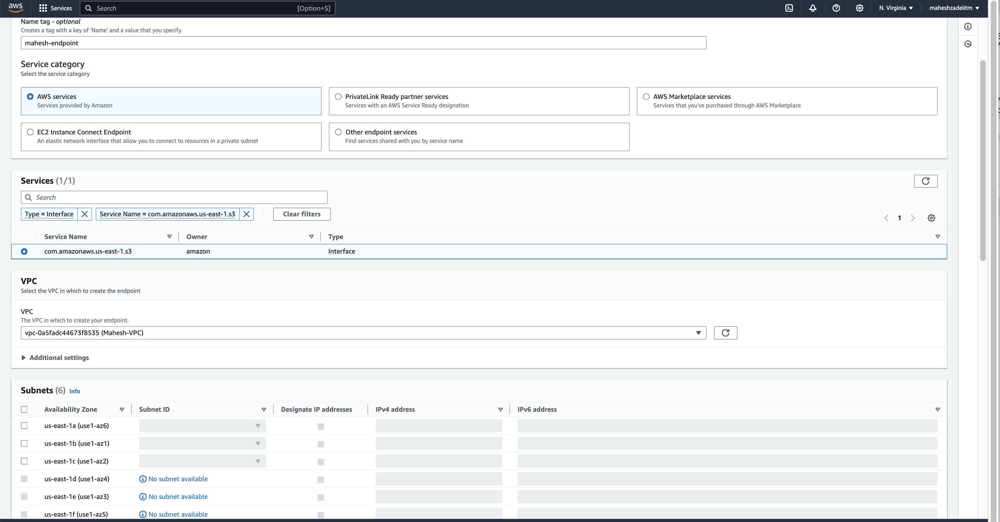 aws
Services
Search
[Option+S]
N. Virginia
maheshzadeiitm
Name tag - optional
Creates a tag with a key of 'Name' and a value that you specify.
mahesh-endpoint
Service category
Select the service category
AWS services
Services provided by Amazon
PrivateLink Ready partner services
Services with an AWS Service Ready designation
AWS Marketplace services
Services that you've purchased through AWS Marketplace
EC2 Instance Connect Endpoint
An elastic network interface that allow you to connect to resources in a private subnet
Other endpoint services
Find services shared with you by service name
Services (1/1)
Search
Type = Interface
Service Name = com.amazonaws.us-east-1.s3
Clear filters
1
Service Name
Owner
Type
com.amazonaws.us-east-1.s3
amazon
Interface
VPC
Select the VPC in which to create the endpoint
VPC
The VPC in which to create your endpoint.
vpc-0a5fadc44673f8535 (Mahesh-VPC)
Additional settings
Subnets (6) Info
Availability Zone
Subnet ID
Designate IP addresses
IPv4 address
IPv6 address
us-east-1a (use1-az6)
us-east-1b (use1-az1)
us-east-1c (use1-az2)
us-east-1d (use1-az4)
No subnet available
us-east-1e (use1-az3)
No subnet available
us-east-1f (use1-az5)
No subnet available